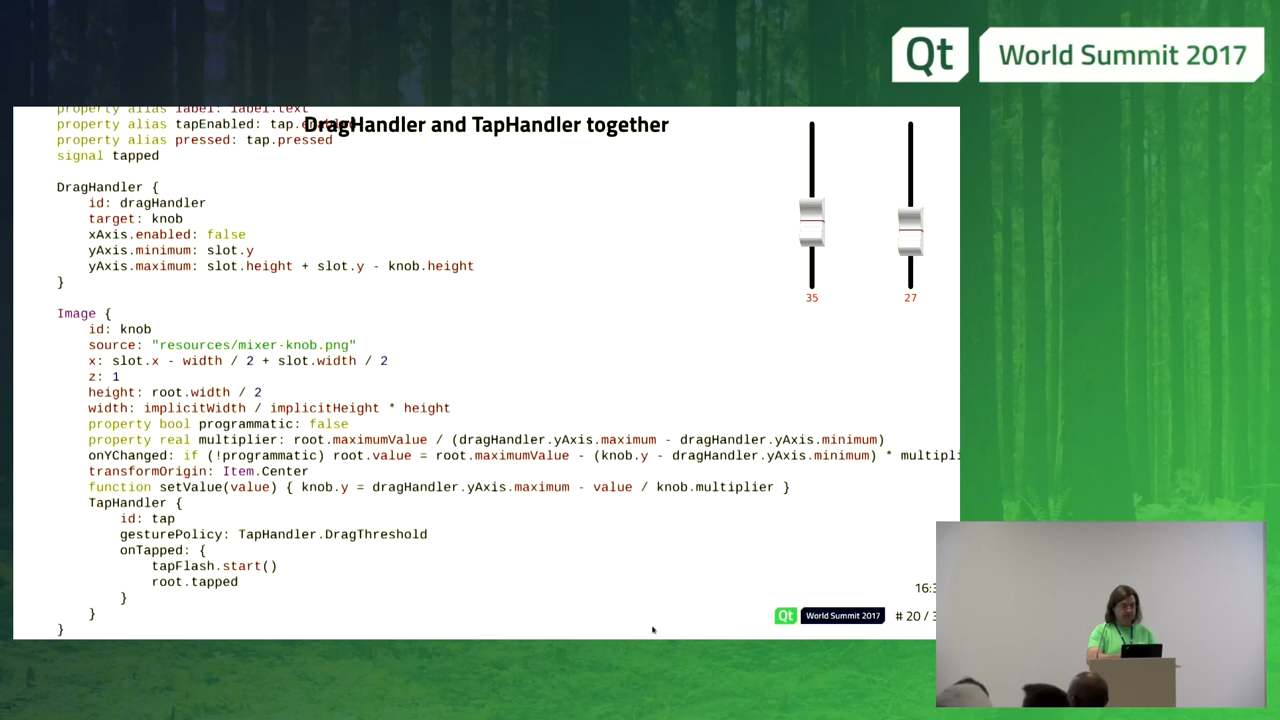 Qt World Summit 2017
property alias label: label.text
DragHandler and TapHandler together
property alias tapEnabled: tap.enabled
property alias pressed: tap.pressed
signal tapped
DragHandler {
id: dragHandler
target: knob
xAxis.enabled: false
yAxis.minimum: slot.y
yAxis.maximum: slot.height + slot.y - knob.height
}
35
27
Image {
id: knob
source: "resources/mixer-knob.png"
x: slot.x - width / 2 + slot.width / 2
z: 1
height: root.width / 2
width: implicitWidth / implicitHeight * height
property bool programmatic: false
property real multiplier: root.maximumValue / (dragHandler.yAxis.maximum - dragHandler.yAxis.minimum)
onYChanged: if (!programmatic) root.value = root.maximumValue - (knob.y - dragHandler.yAxis.minimum) * multipli
transformOrigin: Item.Center
function setValue(value) { knob.y = dragHandler.yAxis.maximum - value / knob.multiplier }
TapHandler {
id: tap
gesturePolicy: TapHandler.DragThreshold
onTapped: {
tapFlash.start()
root.tapped
}
}
}
16:3
Qt World Summit 2017
# 20 / 3